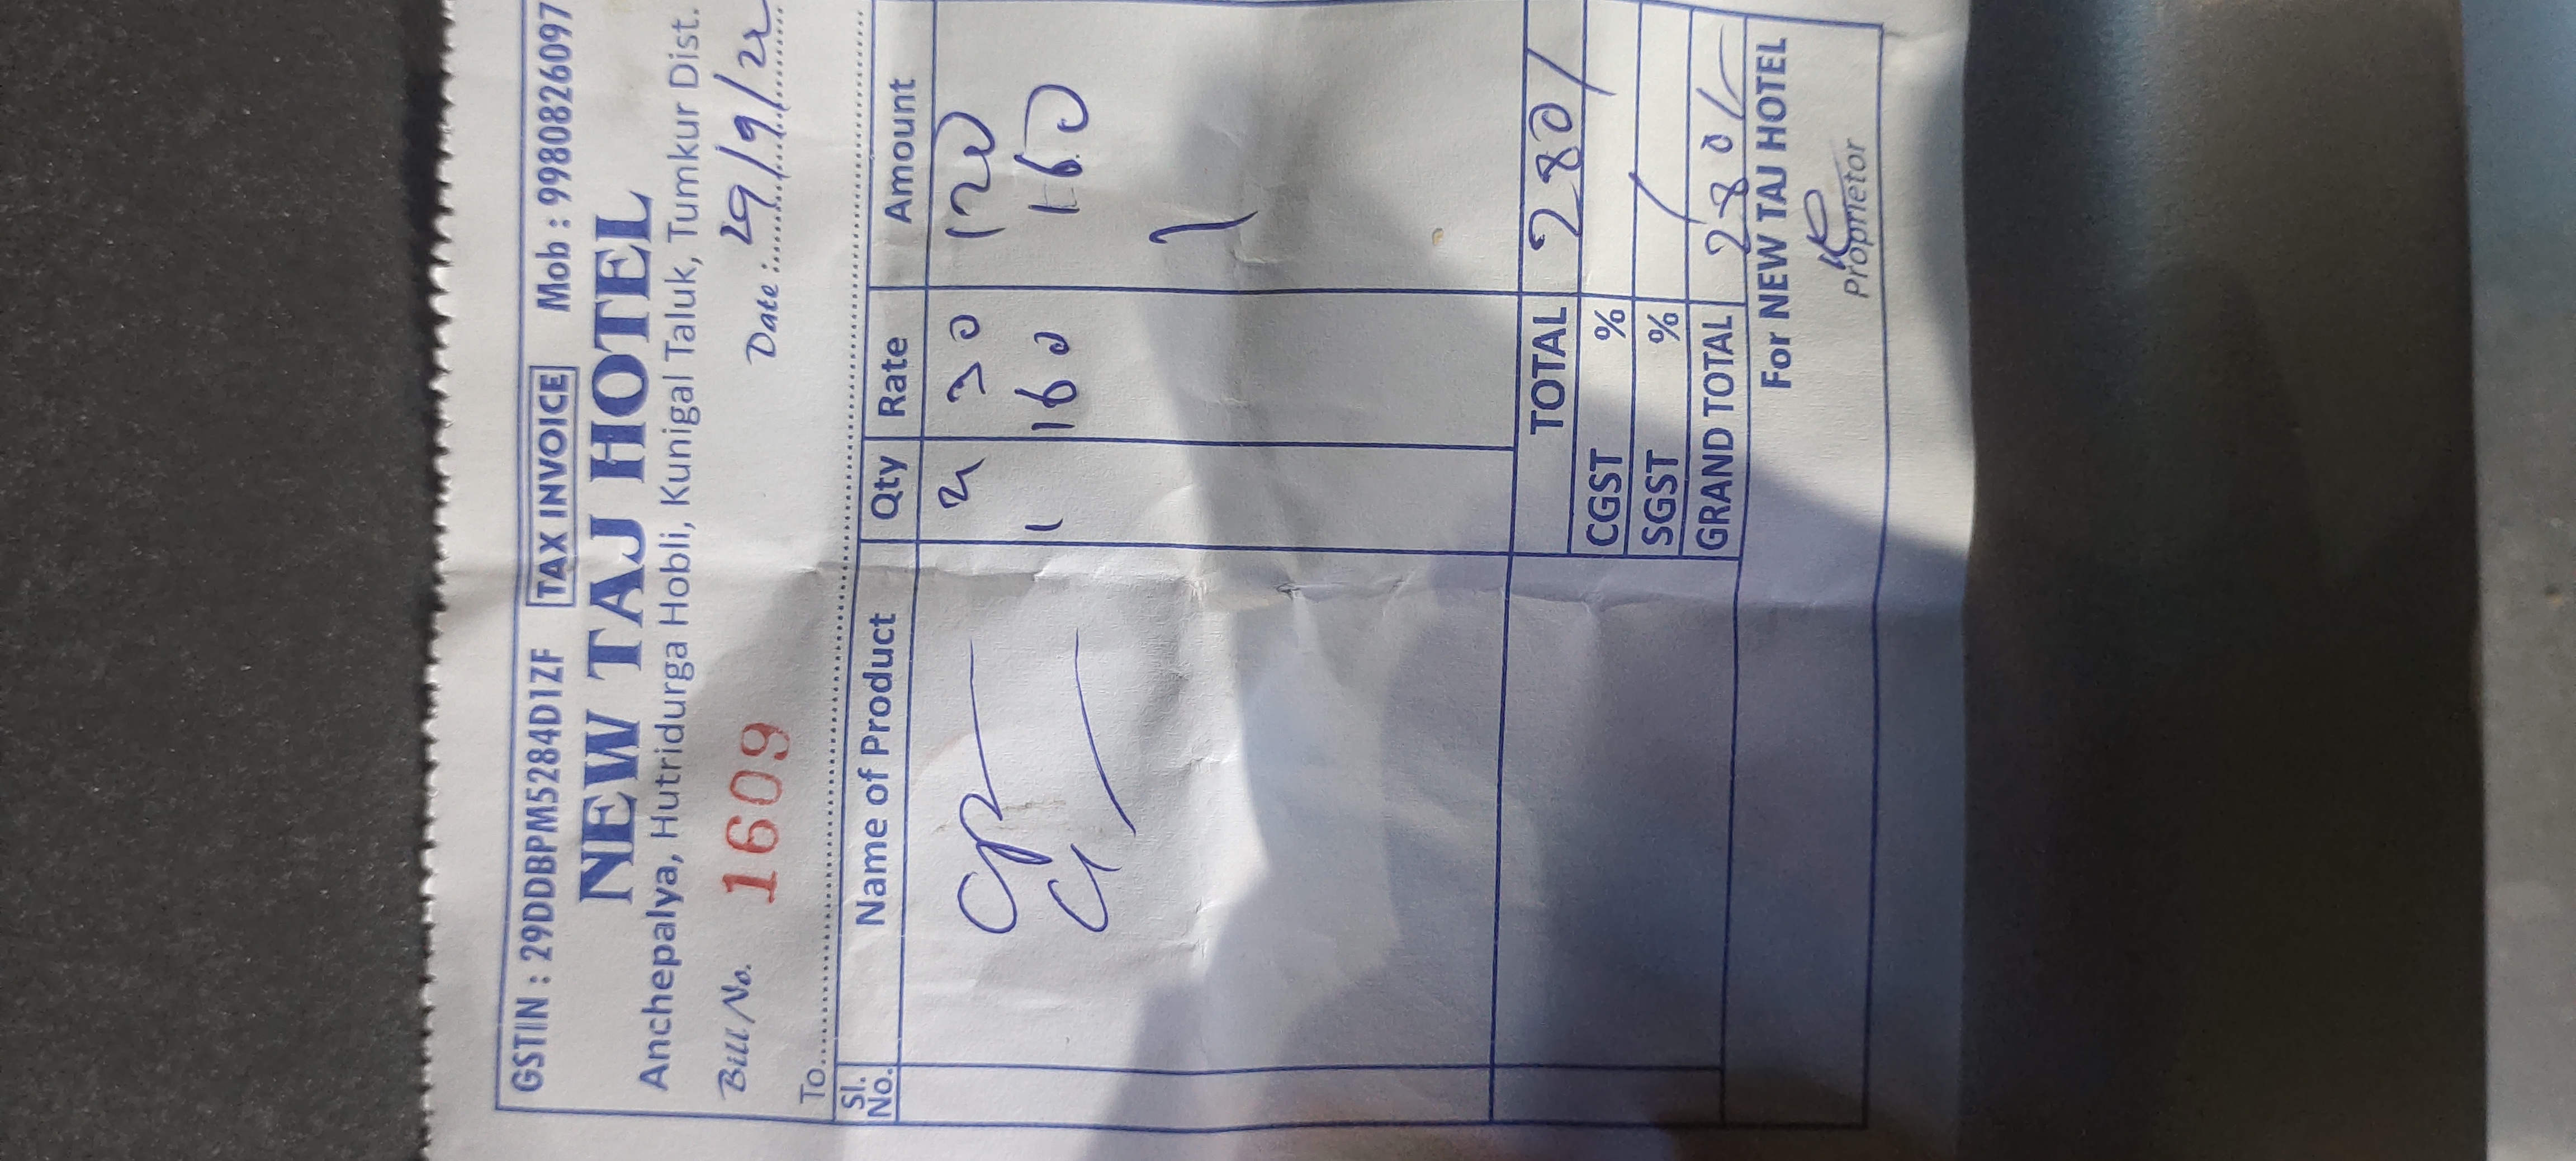 GSTIN : 29DDBPM5284D1ZF TAX INVOICE Mob : 9980826097
NEW TAJ HOTEL
Anchepalya, Hutridurga Hobli, Kunigal Taluk, Tumkur Dist.
Bill No. 1609 Date : 29/9/22
To
Sl. No. Name of Product Qty Rate Amount
4 30 120
1 160 160
TOTAL 280/
CGST %
SGST %
GRAND TOTAL 280/-
For NEW TAJ HOTEL
Proprietor